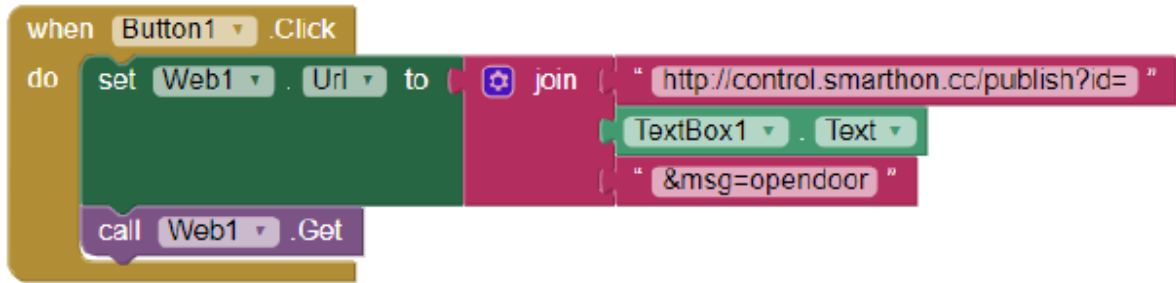 when Button1 .Click
do set Web1 . Url to join " http://control.smarthon.cc/publish?id= "
TextBox1 . Text
" &msg=opendoor "
call Web1 .Get